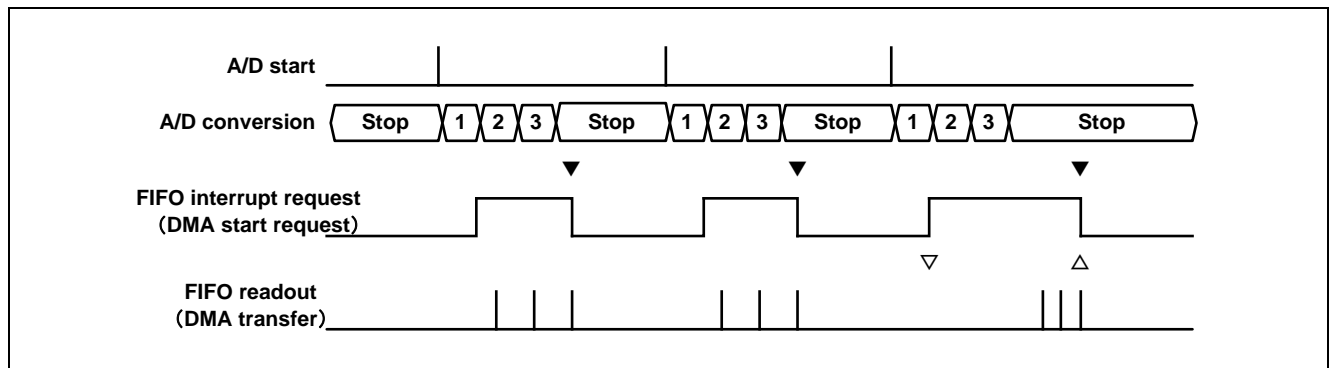 A/D start
A/D conversion Stop 1 2 3 Stop 1 2 3 Stop 1 2 3 Stop
FIFO interrupt request
（DMA start request）
FIFO readout
（DMA transfer）